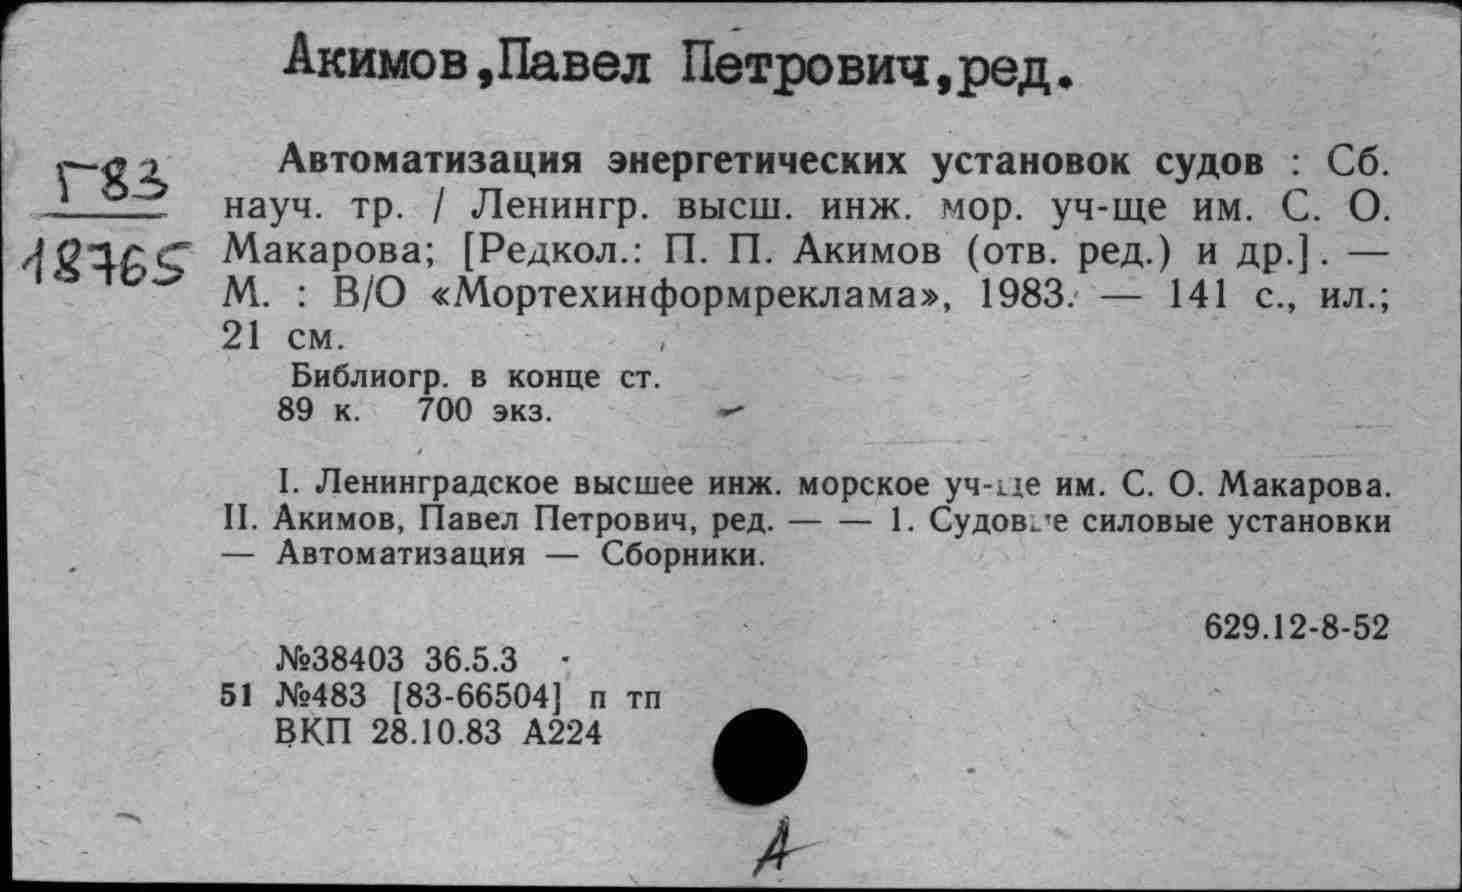 Акимов,Павел Петрович,ред.
Г83
18765
Автоматизация энергетических установок судов : Сб.
науч. тр. / Ленингр. высш. инж. мор. уч-ще им. С. О.
Макарова; [Редкол.: П. П. Акимов (отв. ред.) и др.]. —
М. : В/О «Мортехинформреклама», 1983. — 141 с., ил.;
21 см.
Библиогр. в конце ст.
89 к. 700 экз.
I. Ленинградское высшее инж. морское уч-ще им. С. О. Макарова.
II. Акимов, Павел Петрович, ред. — — 1. Судовые силовые установки
— Автоматизация — Сборники.
629.12-8-52
№38403 36.5.3
51 №483 [83-66504] п тп
ВКП 28.10.83 А224
А